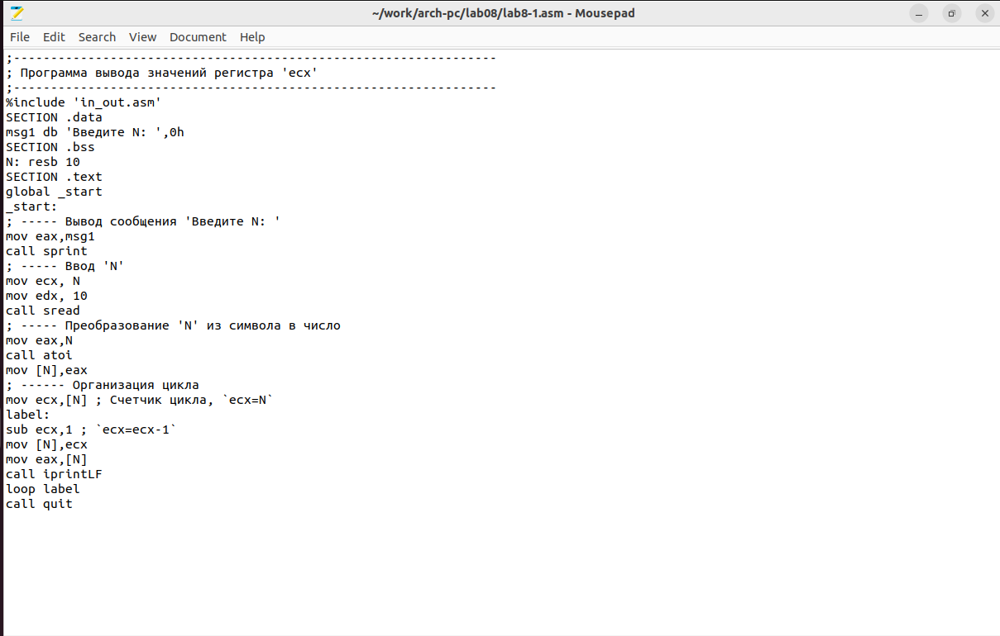 ~/work/arch-pc/lab08/lab8-1.asm - Mousepad
File Edit Search View Document Help
;-----------------------------------------------------------------
; Программа вывода значений регистра 'ecx'
;-----------------------------------------------------------------
%include 'in_out.asm'
SECTION .data
msg1 db 'Введите N: ',0h
SECTION .bss
N: resb 10
SECTION .text
global _start
_start:
; ----- Вывод сообщения 'Введите N: '
mov eax,msg1
call sprint
; ----- Ввод 'N'
mov ecx, N
mov edx, 10
call sread
; ----- Преобразование 'N' из символа в число
mov eax,N
call atoi
mov [N],eax
; ------ Организация цикла
mov ecx,[N] ; Счетчик цикла, `ecx=N`
label:
sub ecx,1 ; `ecx=ecx-1`
mov [N],ecx
mov eax,[N]
call iprintLF
loop label
call quit